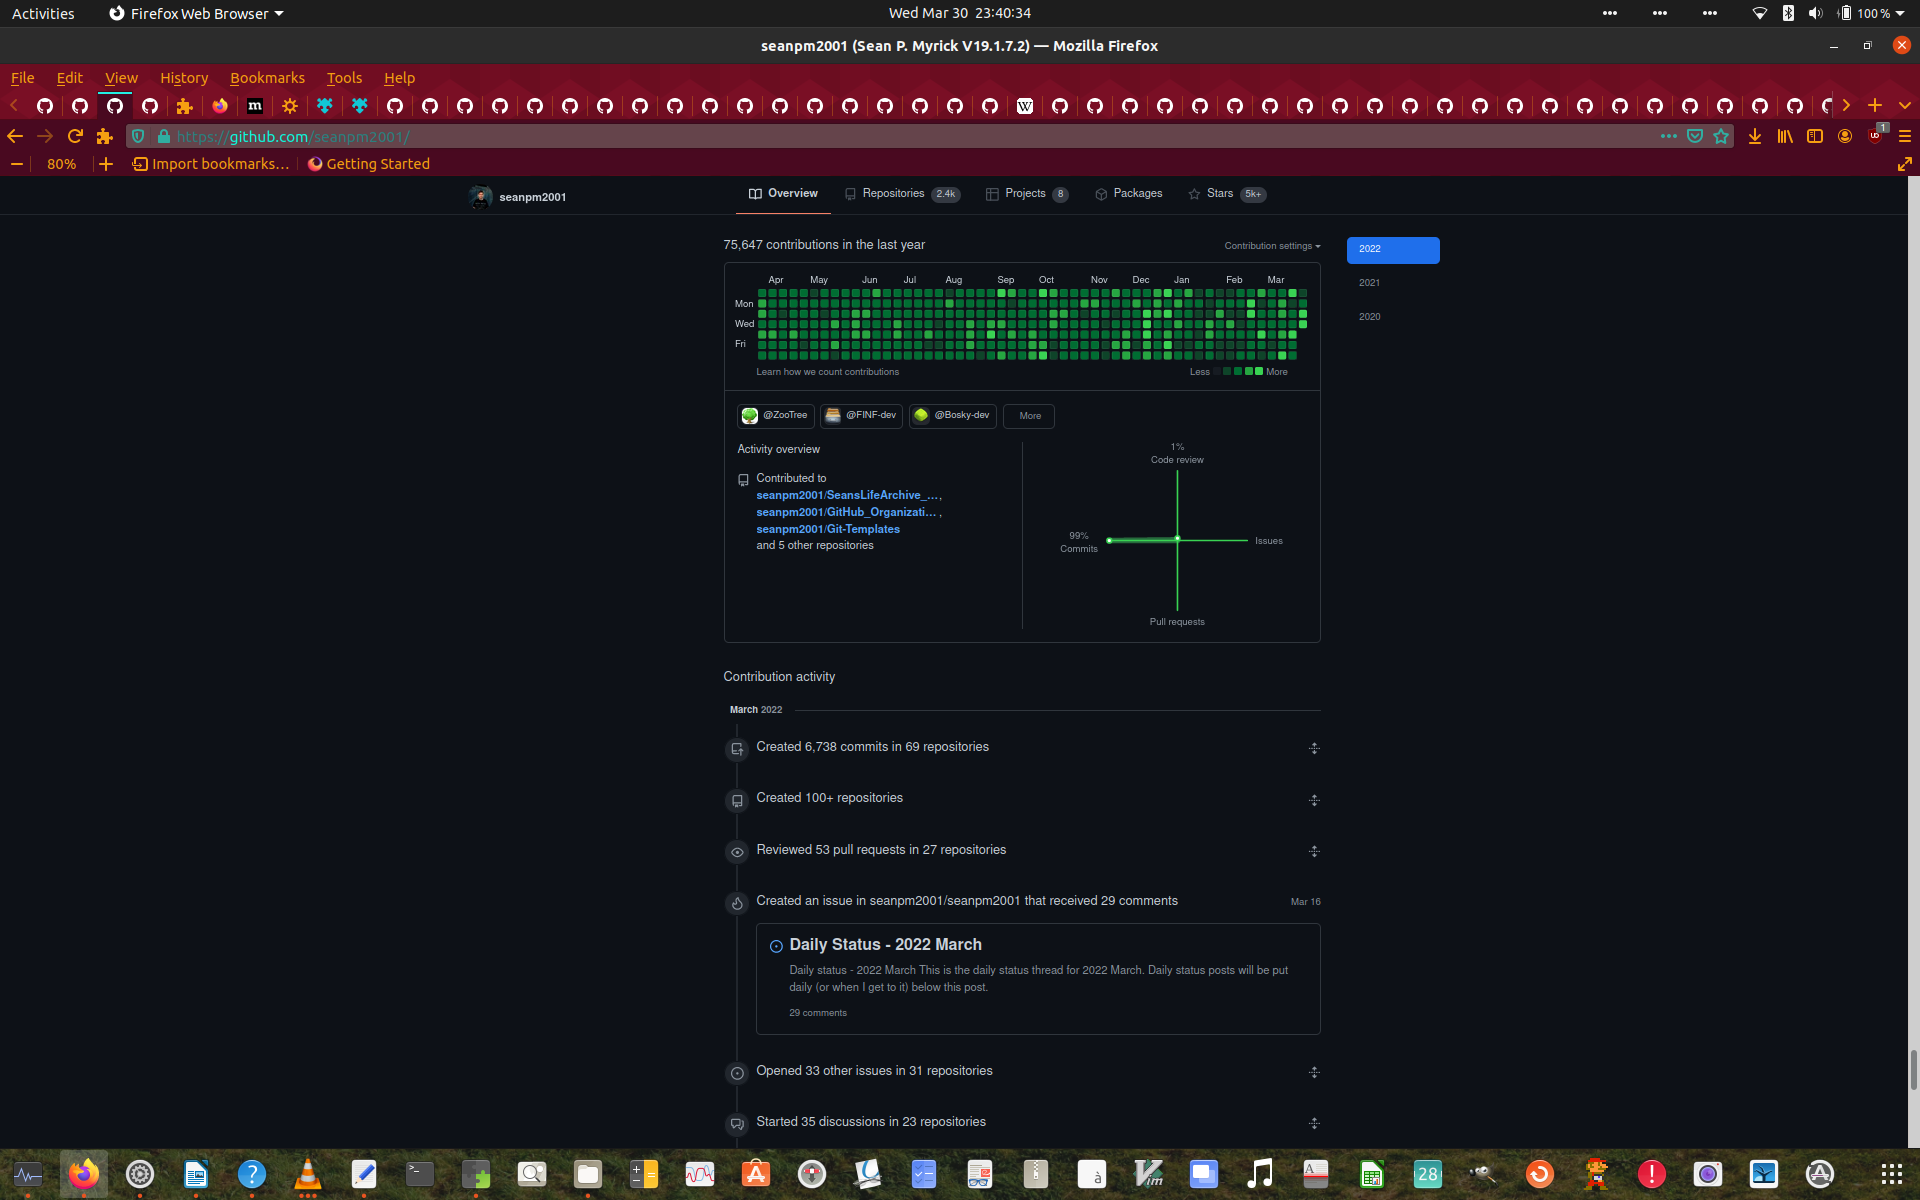 Activities
Firefox Web Browser
Wed Mar 30 23:40:34
100 %
seanpm2001 (Sean P. Myrick V19.1.7.2) — Mozilla Firefox
File Edit View History Bookmarks Tools Help
m
W
https://github.com/seanpm2001/
1
80%
Import bookmarks...
Getting Started
seanpm2001
Overview
Repositories 2.4k
Projects 8
Packages
Stars 5k+
75,647 contributions in the last year
Contribution settings
2022
2021
2020
Apr May Jun Jul Aug Sep Oct Nov Dec Jan Feb Mar
Mon
Wed
Fri
Learn how we count contributions
Less
More
@ZooTree
@FINF-dev
@Bosky-dev
More
Activity overview
Contributed to
seanpm2001/SeansLifeArchive_...,
seanpm2001/GitHub_Organizati... ,
seanpm2001/Git-Templates
and 5 other repositories
1%
Code review
99%
Commits
Issues
Pull requests
Contribution activity
March 2022
Created 6,738 commits in 69 repositories
Created 100+ repositories
Reviewed 53 pull requests in 27 repositories
Created an issue in seanpm2001/seanpm2001 that received 29 comments
Mar 16
Daily Status - 2022 March
Daily status - 2022 March This is the daily status thread for 2022 March. Daily status posts will be put
daily (or when I get to it) below this post.
29 comments
Opened 33 other issues in 31 repositories
Started 35 discussions in 23 repositories
?
>_
à
Vim
A
28
!